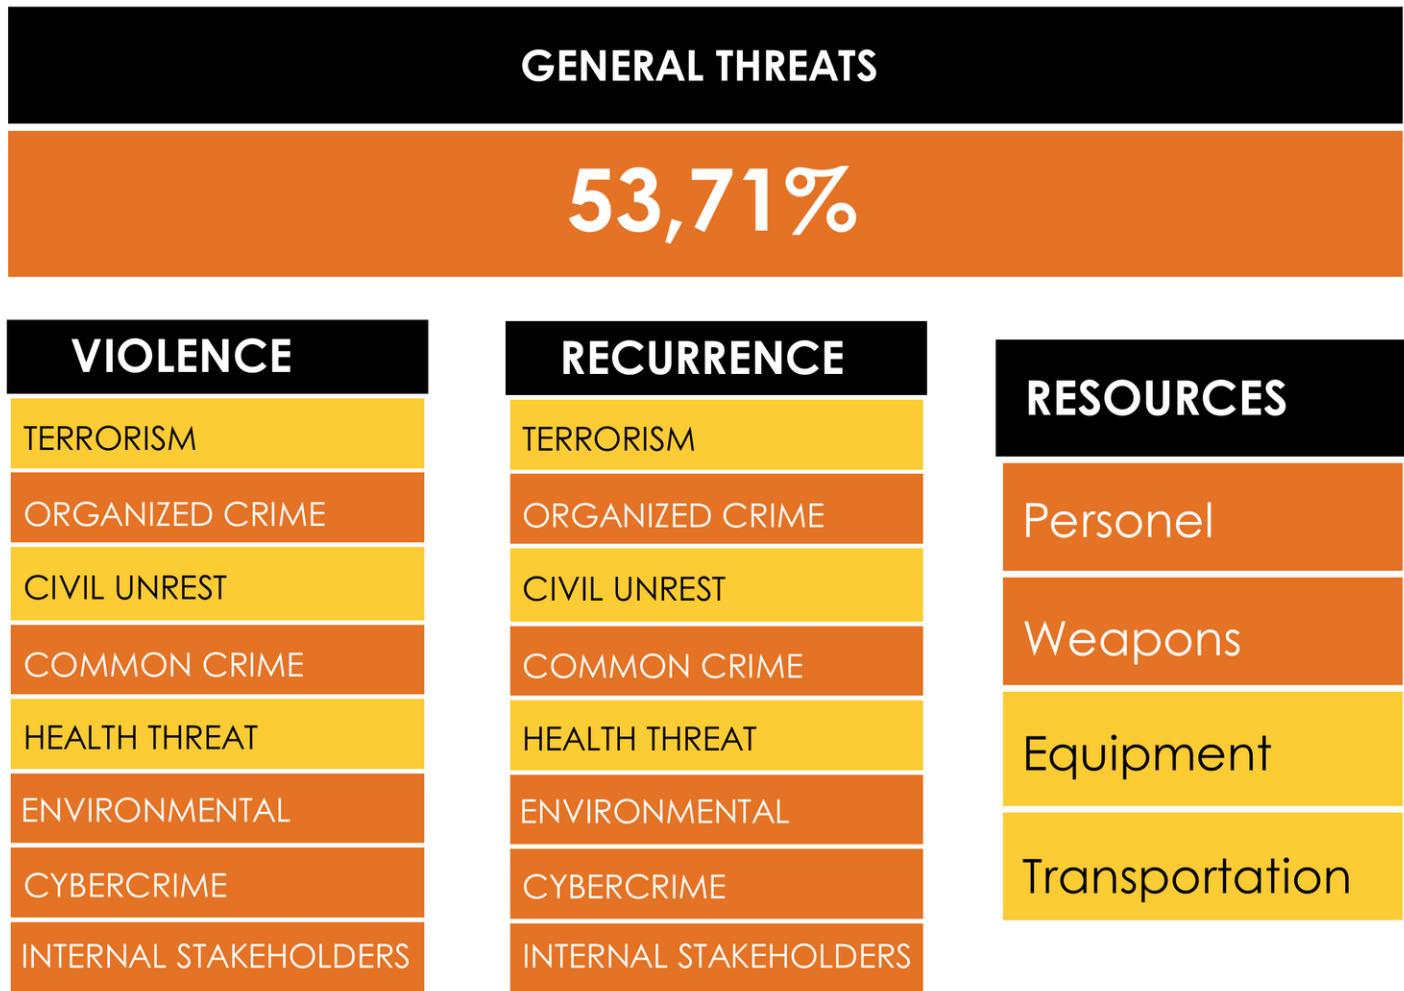 GENERAL THREATS
53,71%
VIOLENCE
TERRORISM
ORGANIZED CRIME
CIVIL UNREST
COMMON CRIME
HEALTH THREAT
ENVIRONMENTAL
CYBERCRIME
INTERNAL STAKEHOLDERS
RECURRENCE
TERRORISM
ORGANIZED CRIME
CIVIL UNREST
COMMON CRIME
HEALTH THREAT
ENVIRONMENTAL
CYBERCRIME
INTERNAL STAKEHOLDERS
RESOURCES
Personel
Weapons
Equipment
Transportation